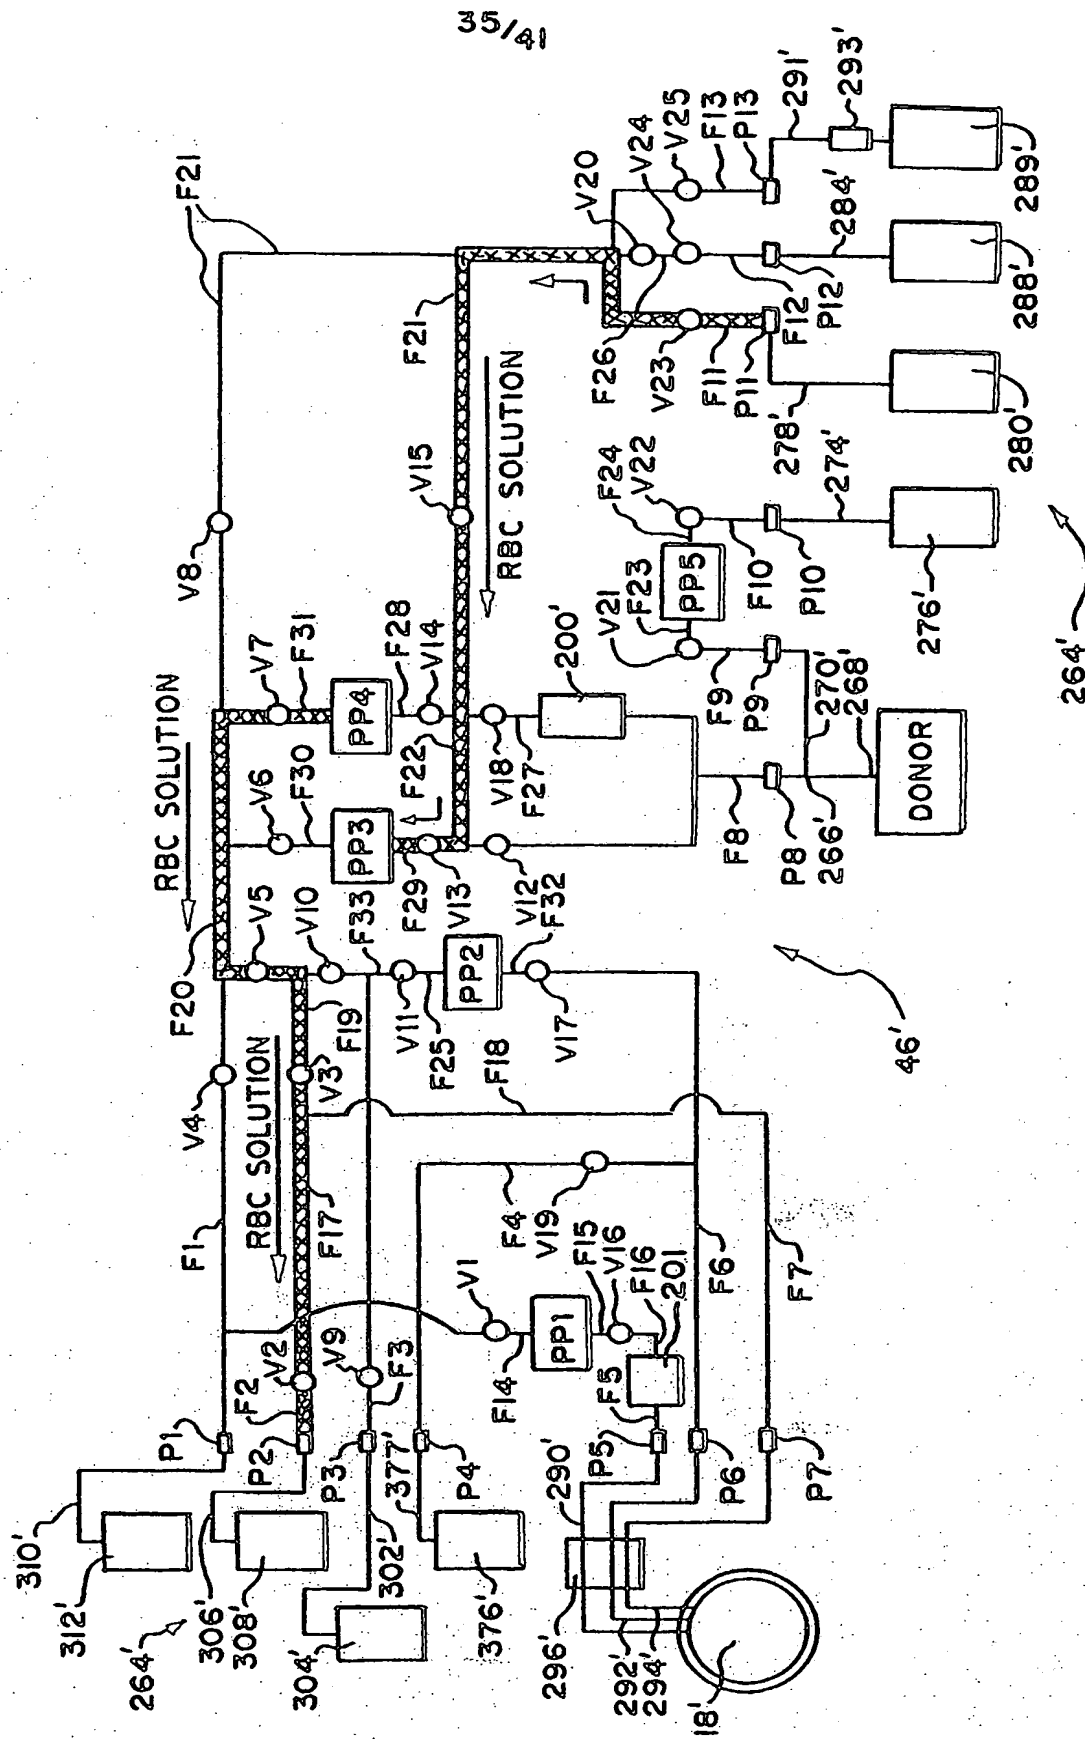 35/41
F21
V8
V7
F31
PP4
F28
V14
V6
F30
PP3
F29
V13
F22
V18
F27
200'
V12
F32
RBC SOLUTION
F20
V5
V10
F33
F19
V11
F25
PP2
V17
F21
V15
RBC SOLUTION
V20
V24
V25
F13
P13
291'
293'
289'
F26
V23
F11
P11
F12
P12'
284'
288'
278'
280'
F24
V22
V21
F23
PP5
F10
P10
274'
276'
F9
P9
270'
268'
F8
P8
266'
DONOR
264'
46'
V4
F1
RBC SOLUTION
V3
F17
F18
F4
V19
V1
F14
PP1
F15
V16
F16
201
F5
F6
F7
V2
F2
V9
F3
P1
P2
P3
P4
P5
P6
P7
310'
312'
264'
306'
308'
302'
304'
377'
376'
290'
296'
292'
294'
18'